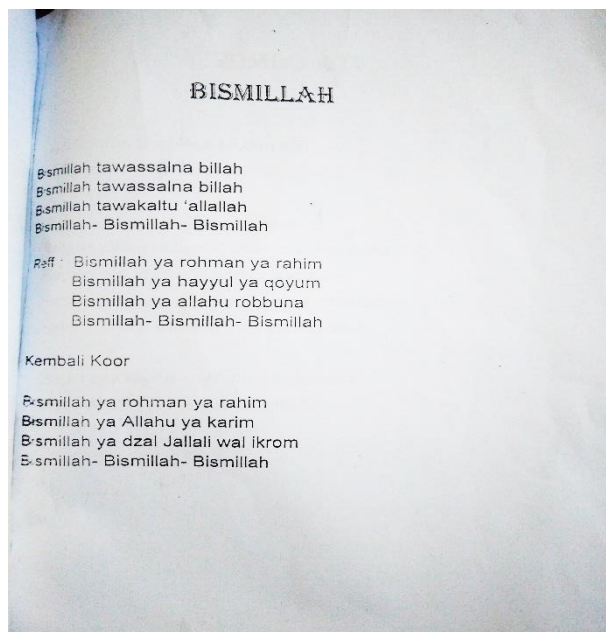 BISMILLAH
Bismillah tawassalna billah
Bismillah tawassalna billah
Bismillah tawakaltu ‘allallah
Bismillah- Bismillah- Bismillah
Reff : Bismillah ya rohman ya rahim
Bismillah ya hayyul ya qoyum
Bismillah ya allahu robbuna
Bismillah- Bismillah- Bismillah
Kembali Koor
Bismillah ya rohman ya rahim
Bismillah ya Allahu ya karim
Bismillah ya dzal Jallali wal ikrom
Bismillah- Bismillah- Bismillah